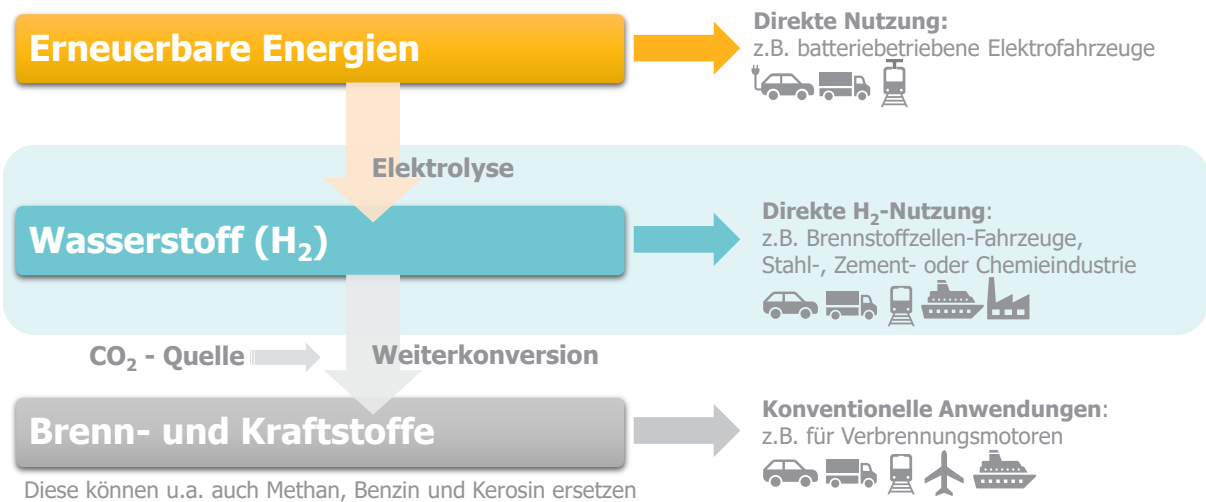 Erneuerbare Energien
Direkte Nutzung:
z.B. batteriebetriebene Elektrofahrzeuge
Elektrolyse
Wasserstoff (H₂)
Direkte H₂-Nutzung:
z.B. Brennstoffzellen-Fahrzeuge,
Stahl-, Zement- oder Chemieindustrie
CO₂ - Quelle
Weiterkonversion
Brenn- und Kraftstoffe
Konventionelle Anwendungen:
z.B. für Verbrennungsmotoren
Diese können u.a. auch Methan, Benzin und Kerosin ersetzen